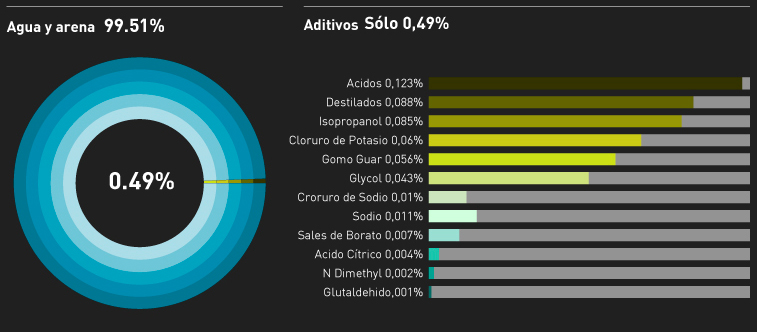 Agua y arena 99.51%
0.49%
Aditivos Sólo 0,49%
Acidos 0,123%
Destilados 0,088%
Isopropanol 0,085%
Cloruro de Potasio 0,06%
Gomo Guar 0,056%
Glycol 0,043%
Croruro de Sodio 0,01%
Sodio 0,011%
Sales de Borato 0,007%
Acido Cítrico 0,004%
N Dimethyl 0,002%
Glutaldehido,001%